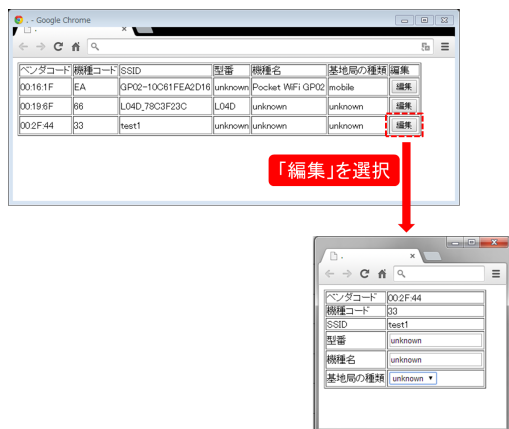 . - Google Chrome
ベンダコード 機種コード SSID 型番 機種名 基地局の種類 編集
00:16:1F EA GP02-10C61FEA2D16 unknown Pocket WiFi GP02 mobile 編集
00:19:6F 66 L04D_78C3F23C L04D unknown unknown 編集
00:2F:44 33 test1 unknown unknown unknown 編集
「編集」を選択
ベンダコード 00:2F:44
機種コード 33
SSID test1
型番 unknown
機種名 unknown
基地局の種類 unknown